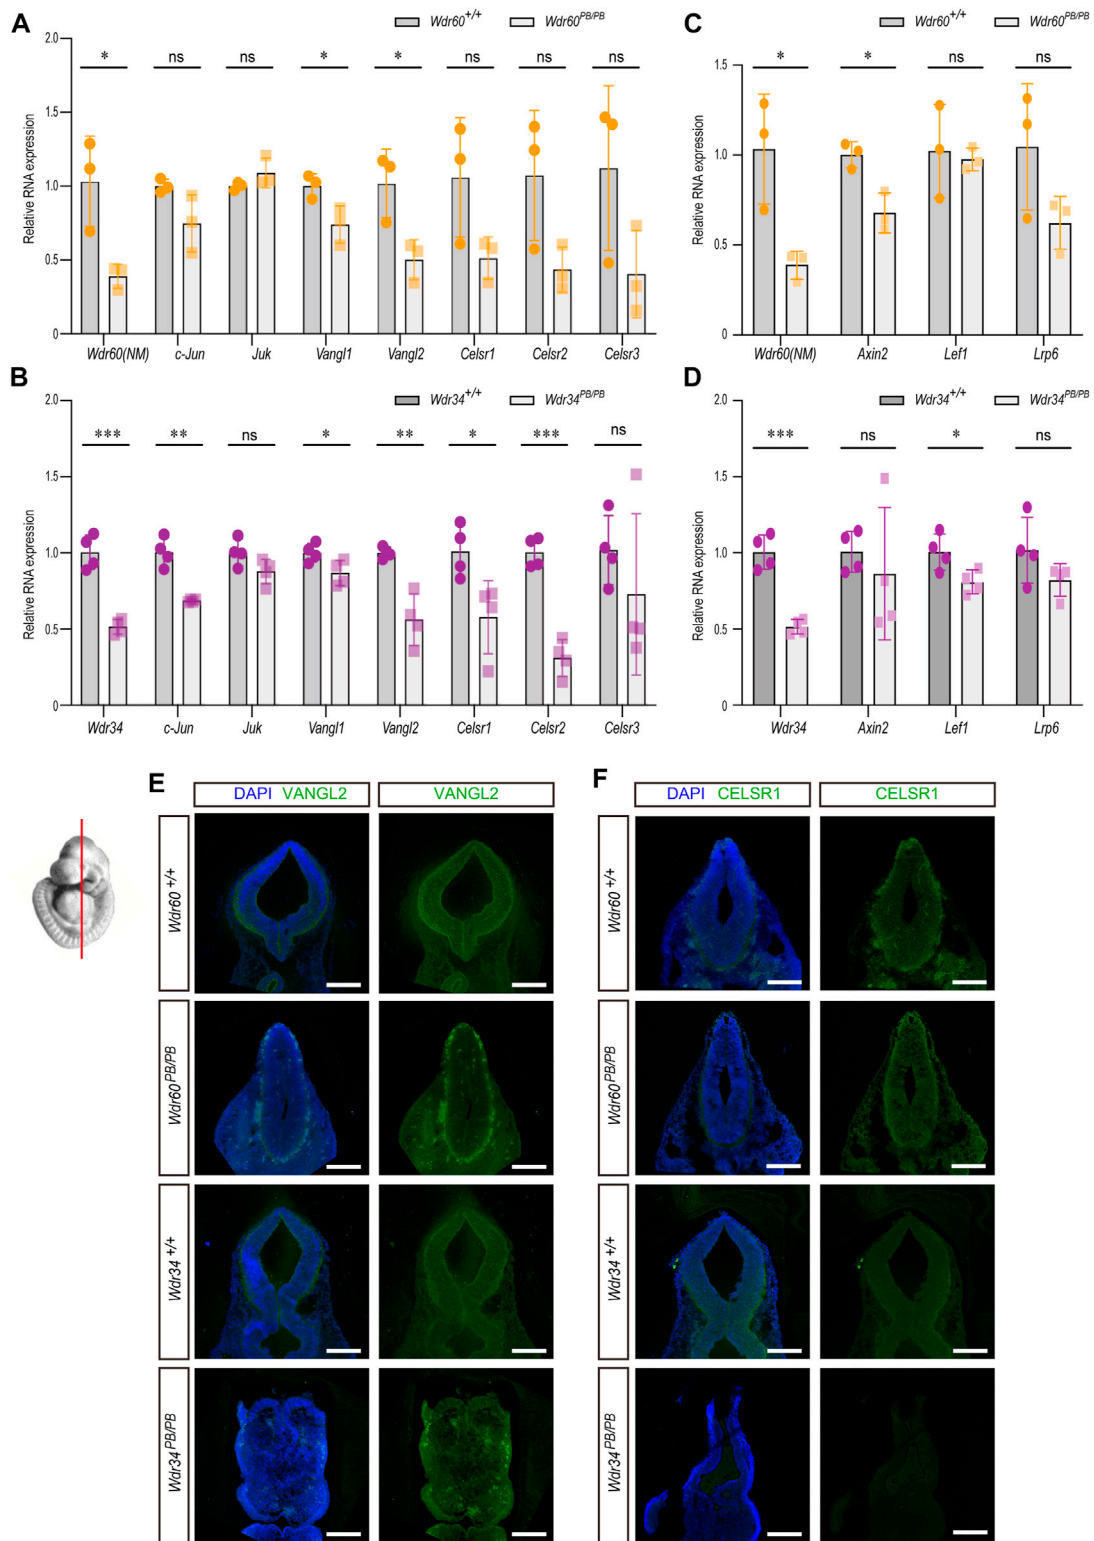 A
Wdr60+/+ Wdr60PB/PB
2.0
1.5
1.0
0.5
0
Relative RNA expression
* ns ns * * ns ns ns
Wdr60(NM) c-Jun Juk Vangl1 Vangl2 Celsr1 Celsr2 Celsr3
C
Wdr60+/+ Wdr60PB/PB
1.5
1.0
0.5
0
Relative RNA expression
* * ns ns
Wdr60(NM) Axin2 Lef1 Lrp6
B
Wdr34+/+ Wdr34PB/PB
2.0
1.5
1.0
0.5
0
Relative RNA expression
*** ** ns * ** * *** ns
Wdr34 c-Jun Juk Vangl1 Vangl2 Celsr1 Celsr2 Celsr3
D
Wdr34+/+ Wdr34PB/PB
2.0
1.5
1.0
0.5
0
Relative RNA expression
*** ns * ns
Wdr34 Axin2 Lef1 Lrp6
E
DAPI VANGL2 VANGL2
Wdr60+/+
Wdr60PB/PB
Wdr34+/+
Wdr34PB/PB
F
DAPI CELSR1 CELSR1
Wdr60+/+
Wdr60PB/PB
Wdr34+/+
Wdr34PB/PB